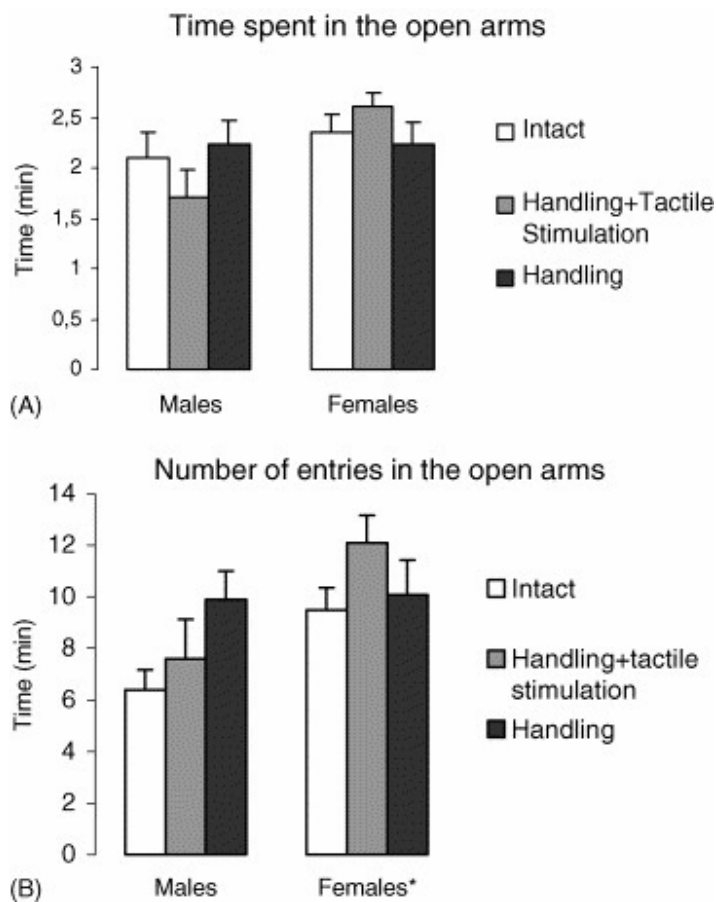 Time spent in the open arms
3
2,5
2
1,5
1
0,5
0
Time (min)
Intact
Handling+Tactile
Stimulation
Handling
Males
Females
(A)
Number of entries in the open arms
14
12
10
8
6
4
2
0
Time (min)
Intact
Handling+tactile
stimulation
Handling
Males
Females*
(B)